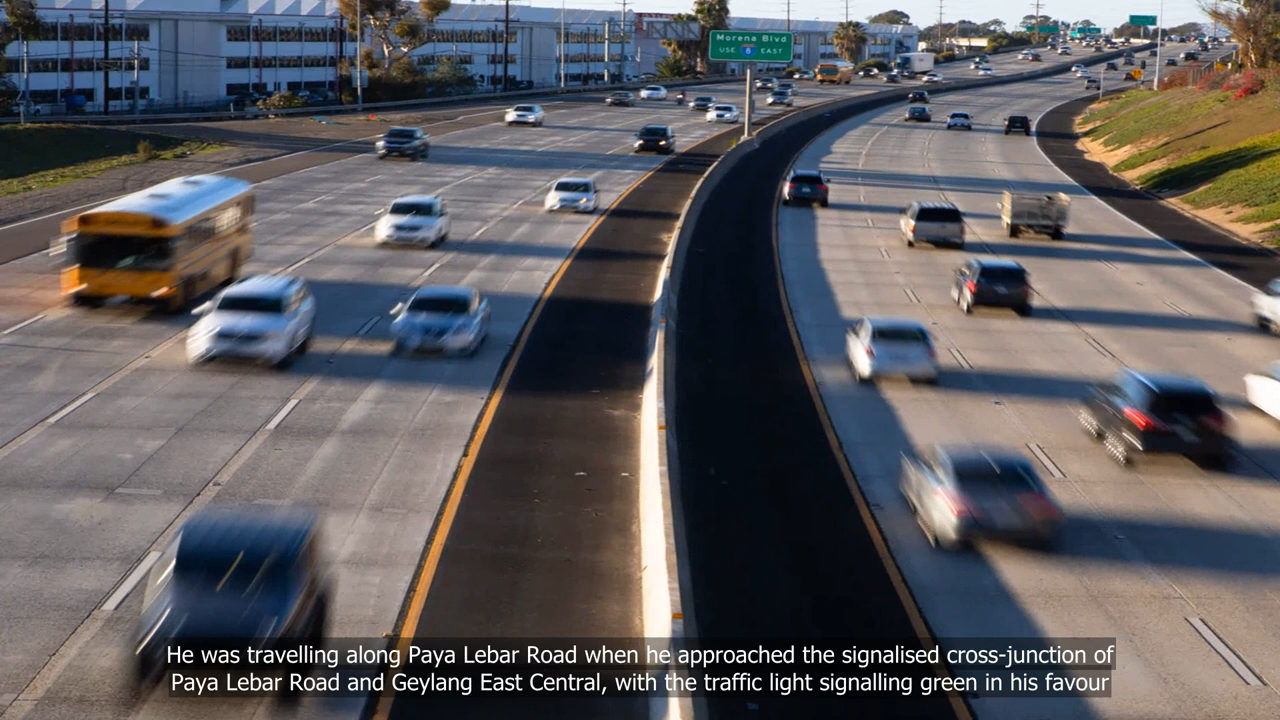 Morena Blvd
USE 8 EAST
He was travelling along Paya Lebar Road when he approached the signalised cross-junction of
Paya Lebar Road and Geylang East Central, with the traffic light signalling green in his favour